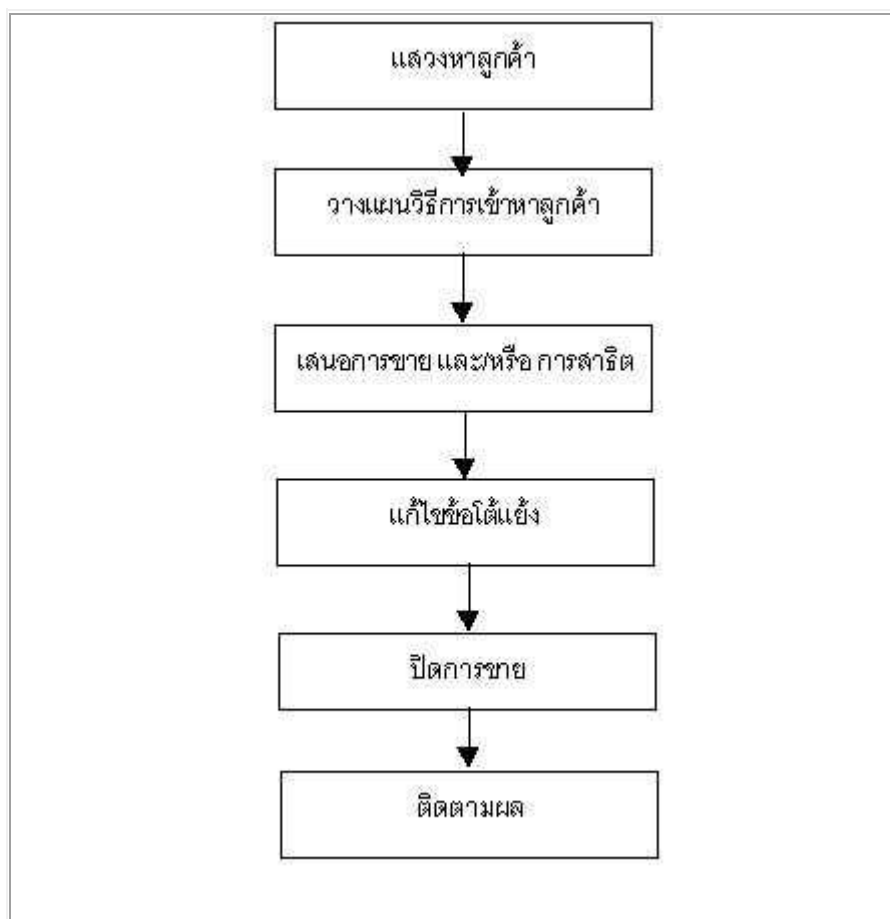 แสวงหาลูกค้า
วางแผนวิธีการเข้าหาลูกค้า
เสนอการขาย และ/หรือ การสาธิต
แก้ไขข้อโต้แย้ง
ปิดการขาย
ติดตามผล